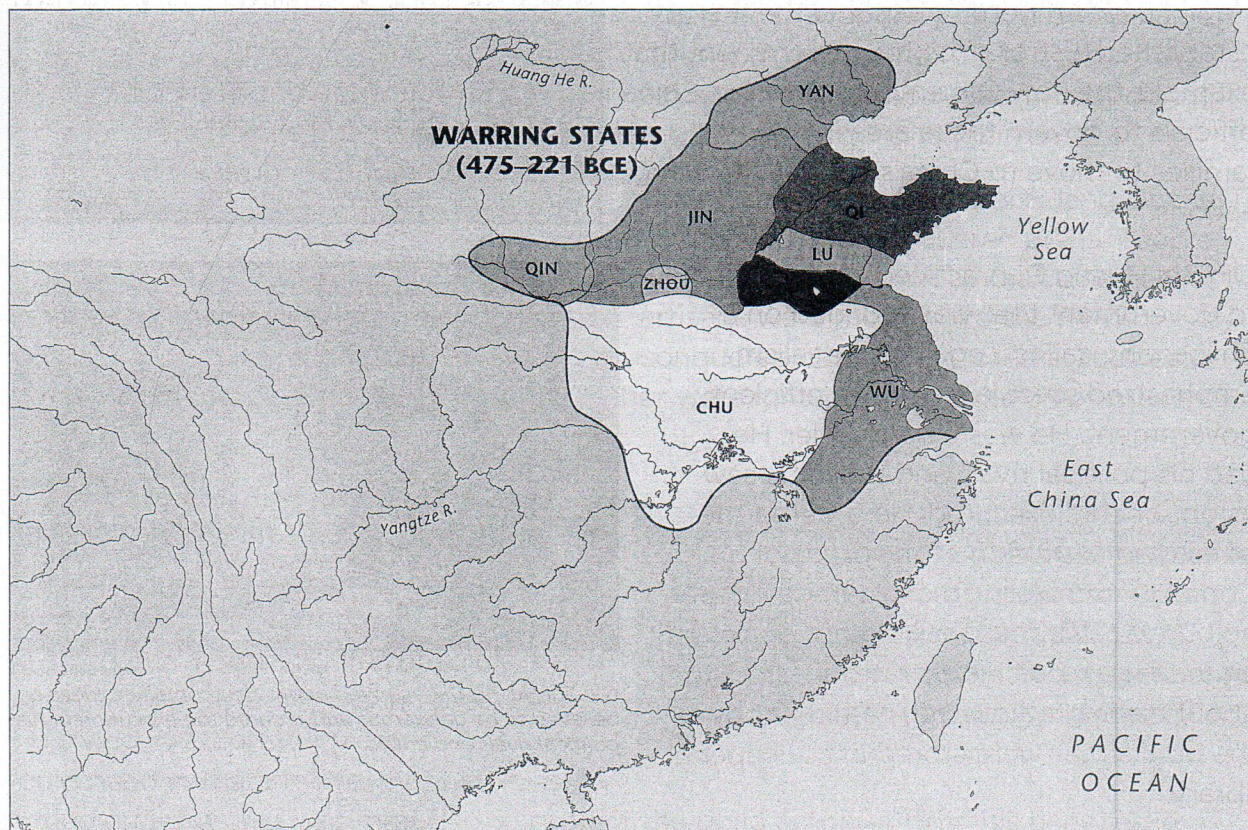 Huang He R.
YAN
WARRING STATES
(475–221 BCE)
QI
JIN
Yellow
Sea
LU
QIN
ZHOU
WU
CHU
East
China Sea
Yangtze R.
PACIFIC
OCEAN